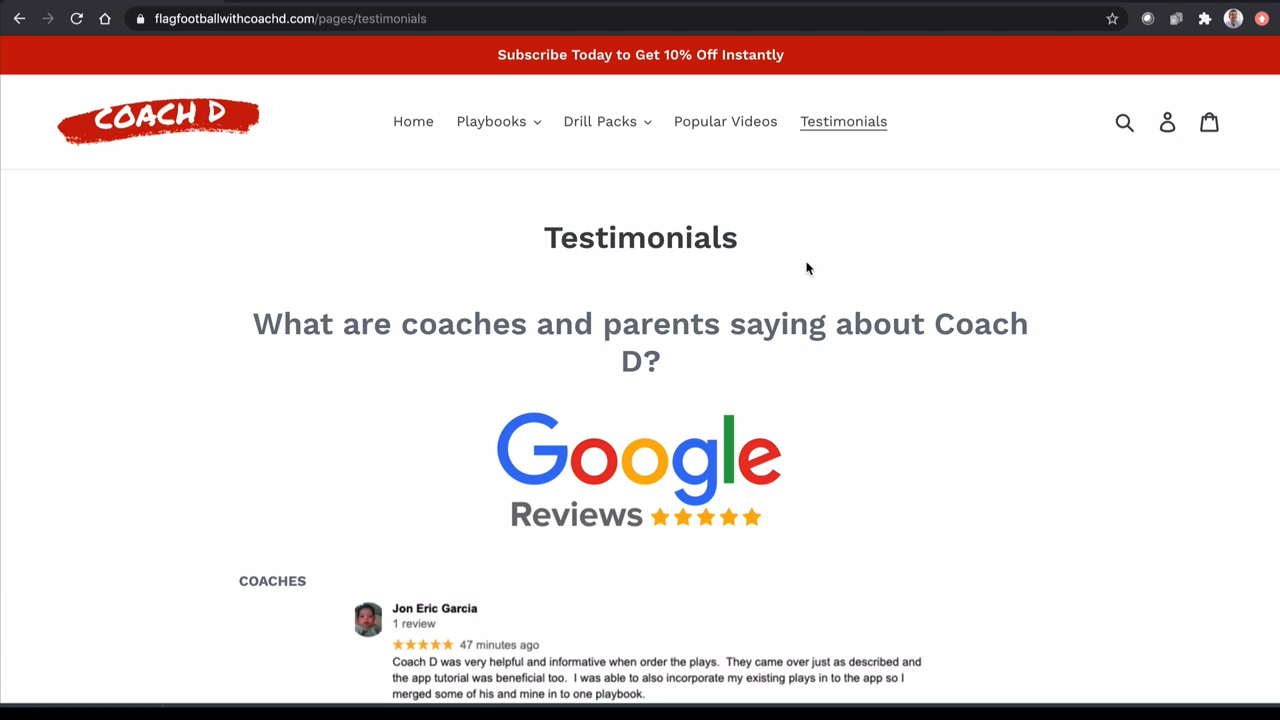 flagfootballwithcoachd.com/pages/testimonials
Subscribe Today to Get 10% Off Instantly
COACH D
Home Playbooks Drill Packs Popular Videos Testimonials
Testimonials
What are coaches and parents saying about Coach
D?
Google
Reviews
COACHES
Jon Eric Garcia
1 review
47 minutes ago
Coach D was very helpful and informative when order the plays. They came over just as described and
the app tutorial was beneficial too. I was able to also incorporate my existing plays in to the app so I
merged some of his and mine in to one playbook.